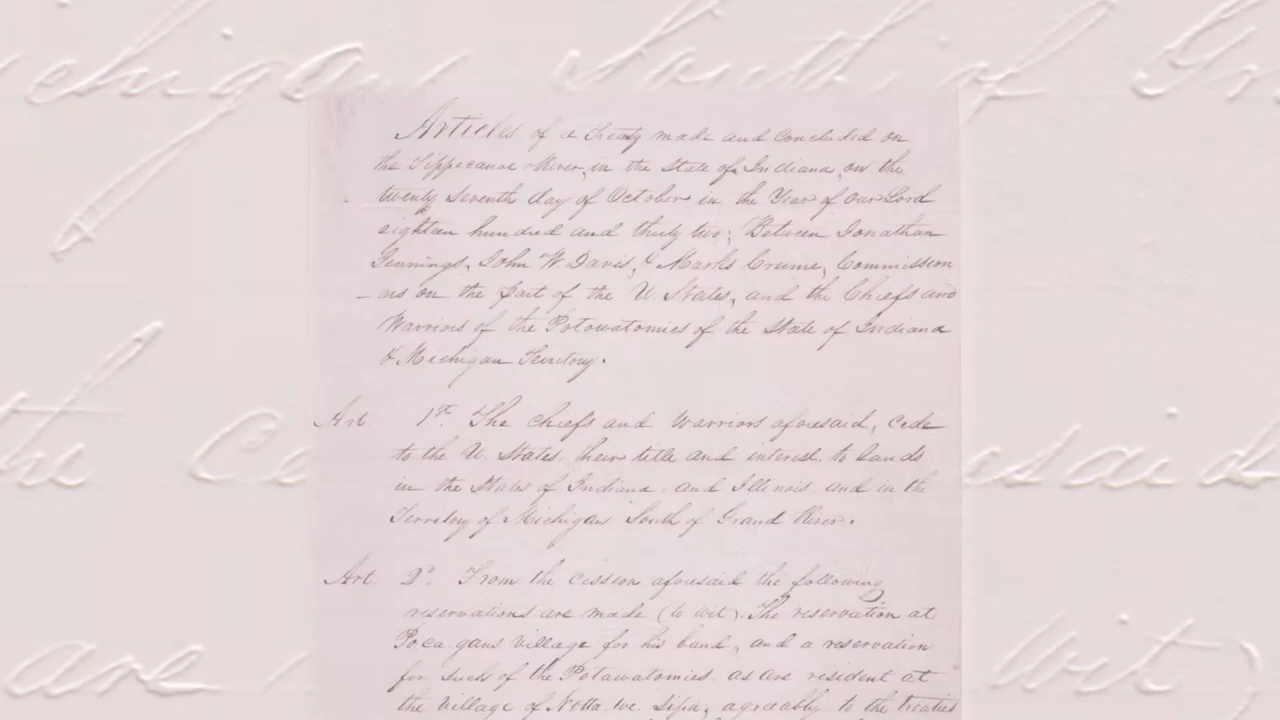 Articles of a treaty made and concluded on
the Tippecanoe River, in the State of Indiana, on the
twenty seventh day of October in the Year of our Lord
eighteen hundred and thirty two; Between Jonathan
Jennings, John W Davis, & Marks Crume, Commission
-ers on the part of the U. States, and the Chiefs and
Warriors of the Potowatomies of the State of Indiana
& Michigan Territory.
Art 1st. The chiefs and Warriors aforesaid, cede
to the U. States, their title and interest, to lands
in the States of Indiana, and Illinois, and in the
Territory of Michigan South of Grand River.
Art 2d. From the cession aforesaid the following
reservations are made (to wit). The reservation at
Poca.gans Village for his band, and a reservation
for such of the Potawatomies, as are resident at
the Village of Notta.we.Sipa, agreably to the treaties